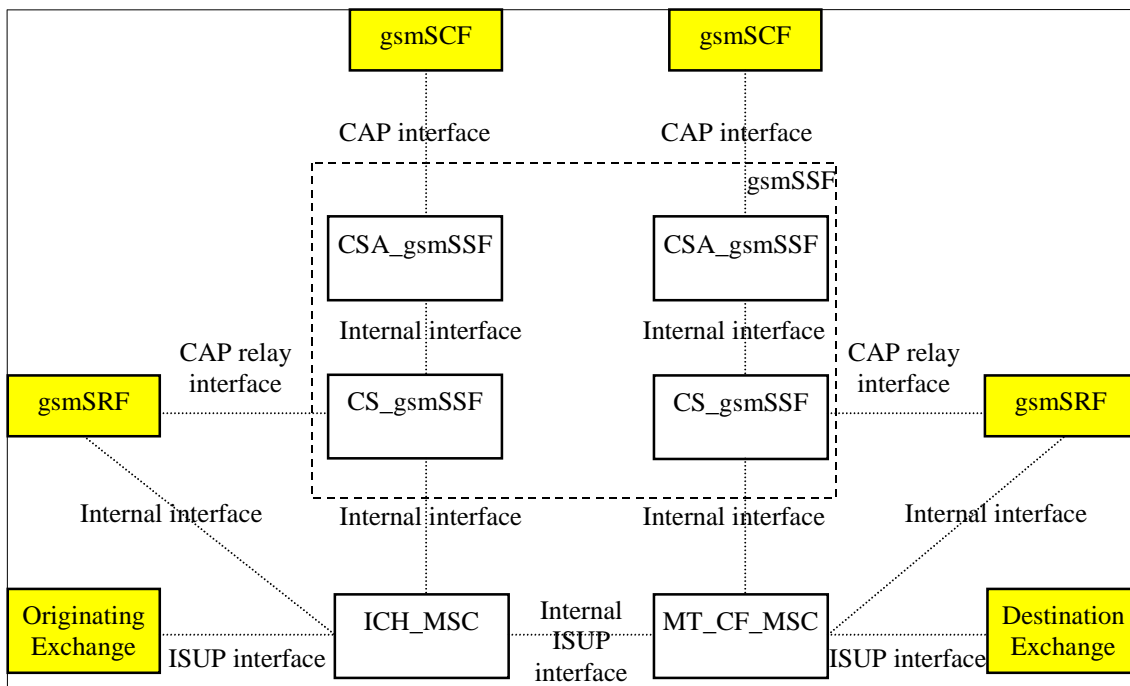 gsmSCF
gsmSCF
CAP interface
CAP interface
gsmSSF
CSA_gsmSSF
CSA_gsmSSF
Internal interface
Internal interface
CAP relay
interface
CAP relay
interface
gsmSRF
CS_gsmSSF
CS_gsmSSF
gsmSRF
Internal interface
Internal interface
Internal interface
Internal interface
Originating
Exchange
ICH_MSC
Internal
ISUP
interface
MT_CF_MSC
Destination
Exchange
ISUP interface
ISUP interface